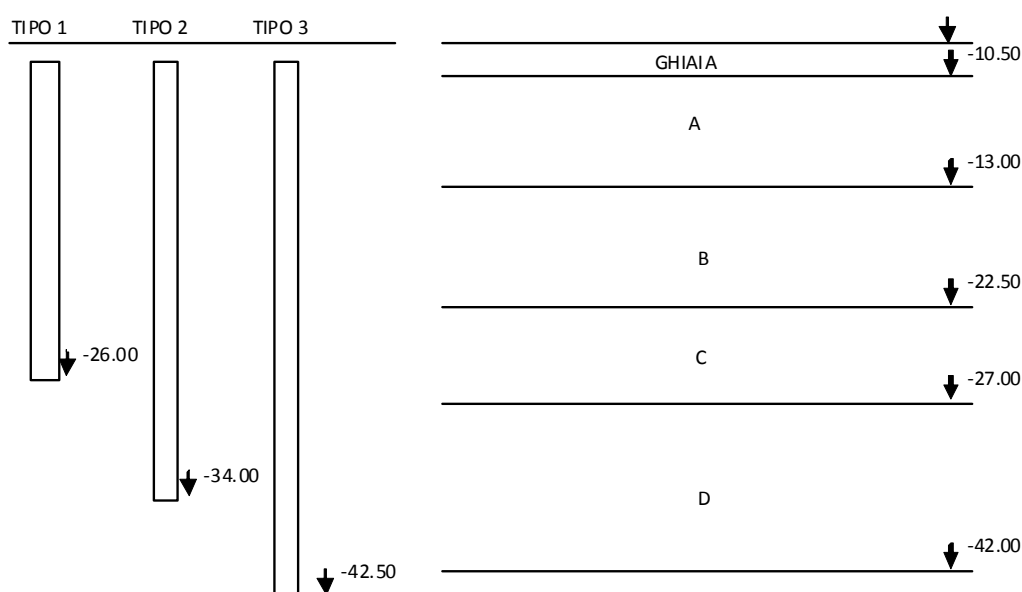 TIPO 1
TIPO 2
TIPO 3
-26.00
-34.00
-42.50
GHIAIA
-10.50
A
-13.00
B
-22.50
C
-27.00
D
-42.00